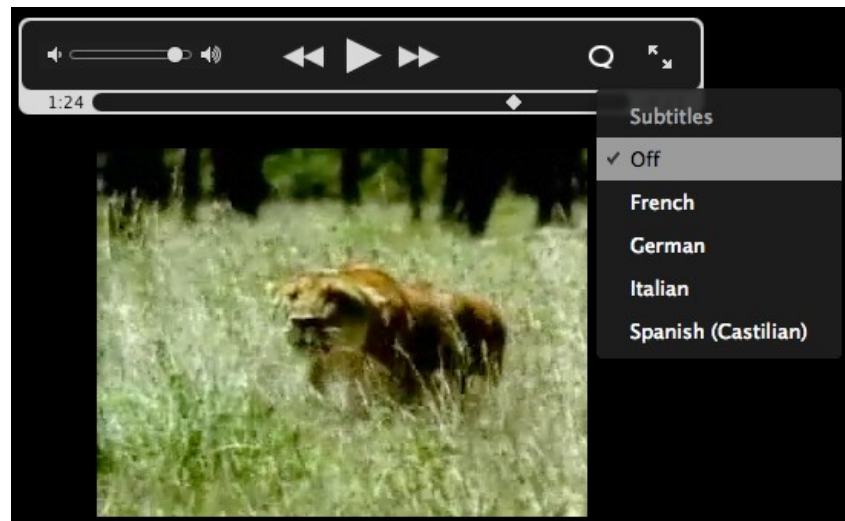 1:24
Subtitles
✓ Off
French
German
Italian
Spanish (Castilian)